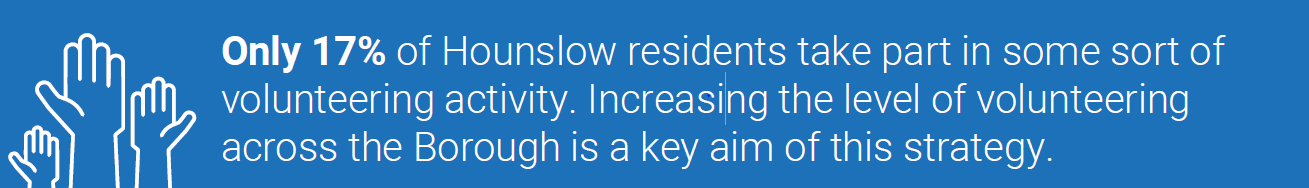 Only 17% of Hounslow residents take part in some sort of
volunteering activity. Increasing the level of volunteering
across the Borough is a key aim of this strategy.